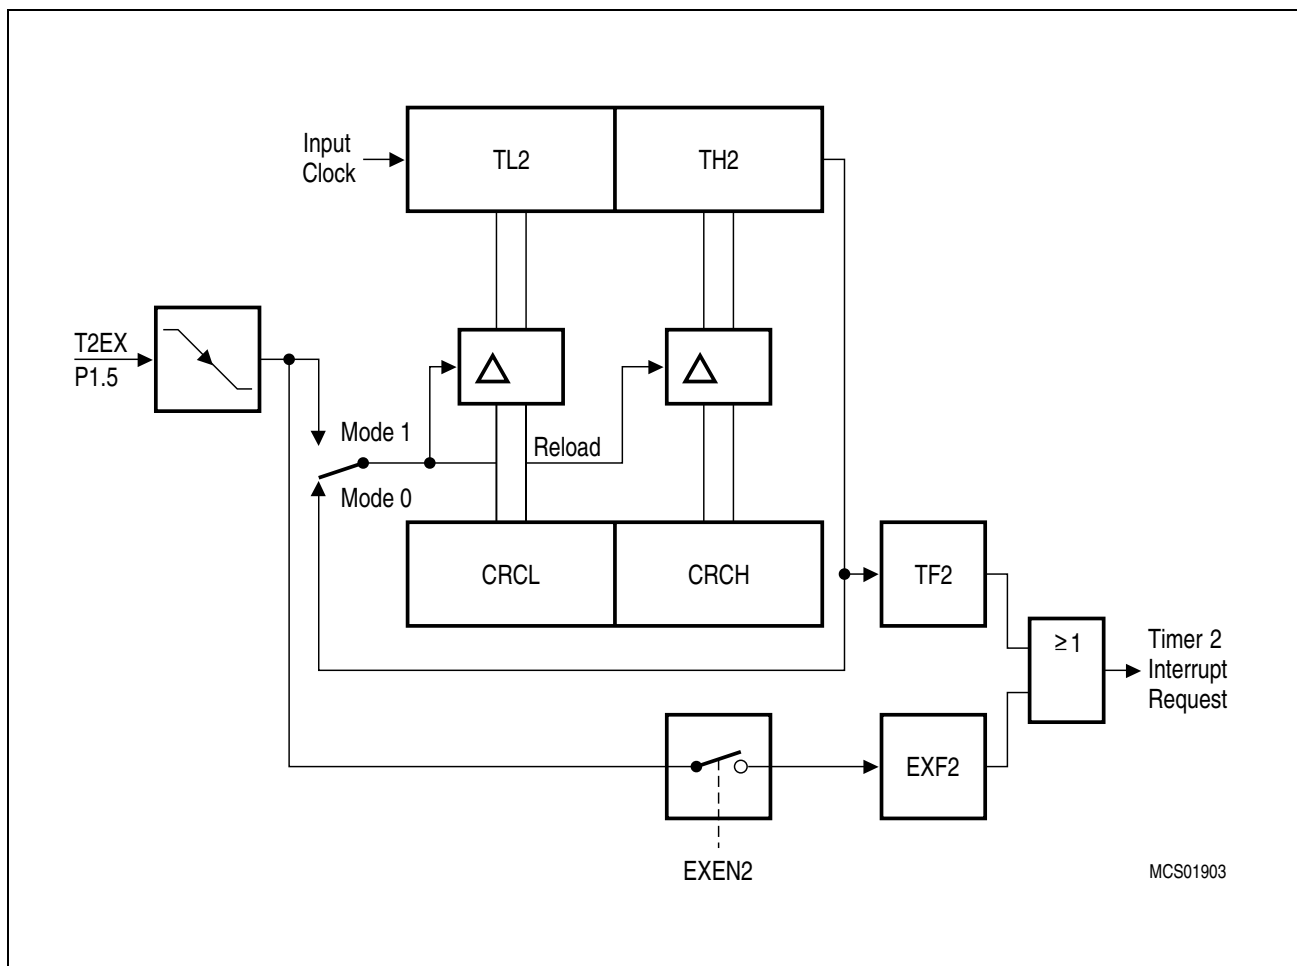 Input
Clock
TL2
TH2
T2EX
P1.5
Mode 1
Reload
Mode 0
CRCL
CRCH
TF2
≥1
Timer 2
Interrupt
Request
EXF2
EXEN2
MCS01903